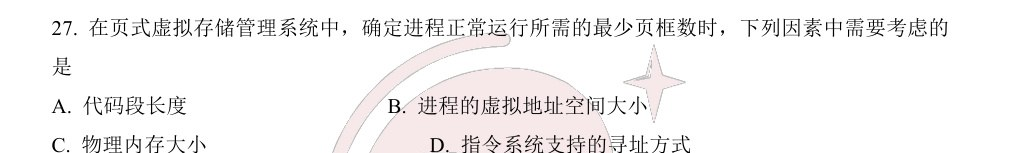 27. 在页式虚拟存储管理系统中，确定进程正常运行所需的最少页框数时，下列因素中需要考虑的
是
A. 代码段长度 B. 进程的虚拟地址空间大小
C. 物理内存大小 D. 指令系统支持的寻址方式